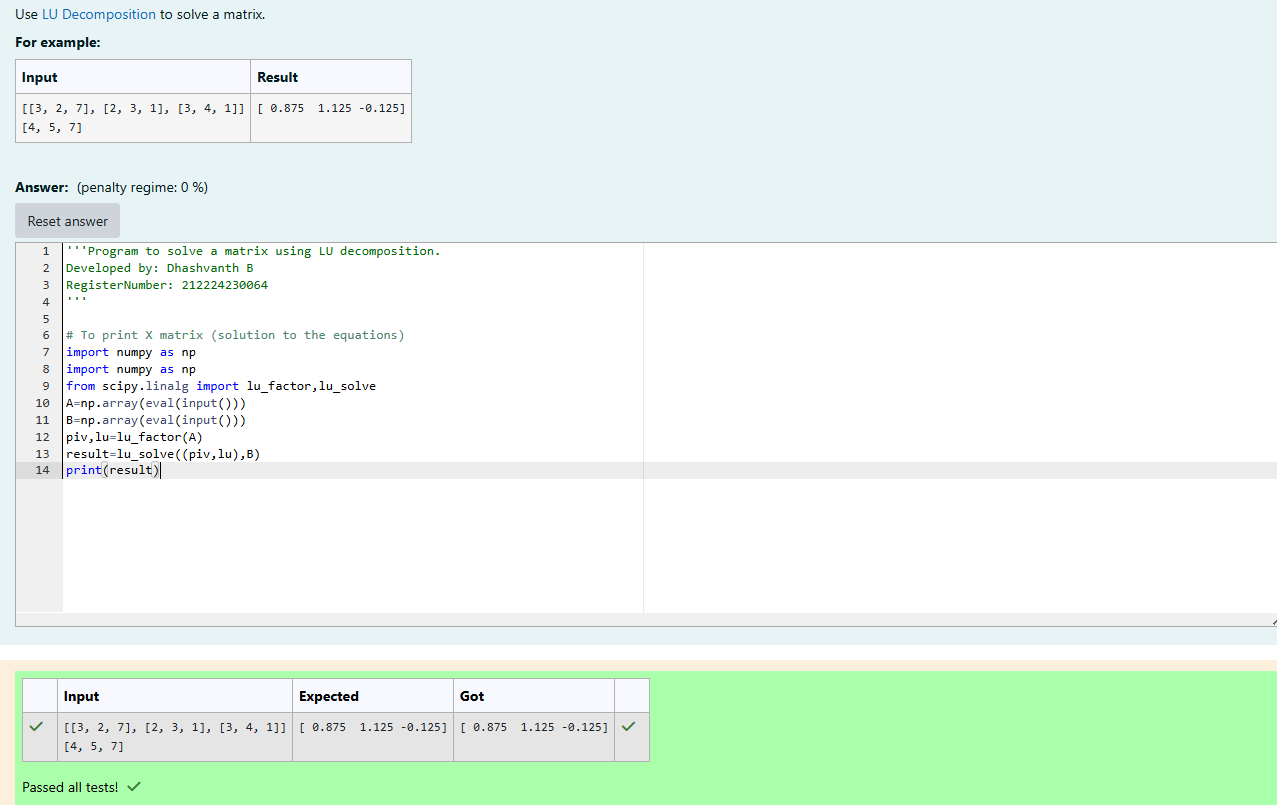 Use LU Decomposition to solve a matrix.
For example:
Input Result
[[3, 2, 7], [2, 3, 1], [3, 4, 1]] [ 0.875  1.125 -0.125]
[4, 5, 7]
Answer: (penalty regime: 0 %)
Reset answer
1 '''Program to solve a matrix using LU decomposition.
2 Developed by: Dhashvanth B
3 RegisterNumber: 212224230064
4 '''
5
6 # To print X matrix (solution to the equations)
7 import numpy as np
8 import numpy as np
9 from scipy.linalg import lu_factor,lu_solve
10 A=np.array(eval(input()))
11 B=np.array(eval(input()))
12 piv,lu=lu_factor(A)
13 result=lu_solve((piv,lu),B)
14 print(result)
Input Expected Got
[[3, 2, 7], [2, 3, 1], [3, 4, 1]] [ 0.875  1.125 -0.125] [ 0.875  1.125 -0.125]
[4, 5, 7]
Passed all tests!